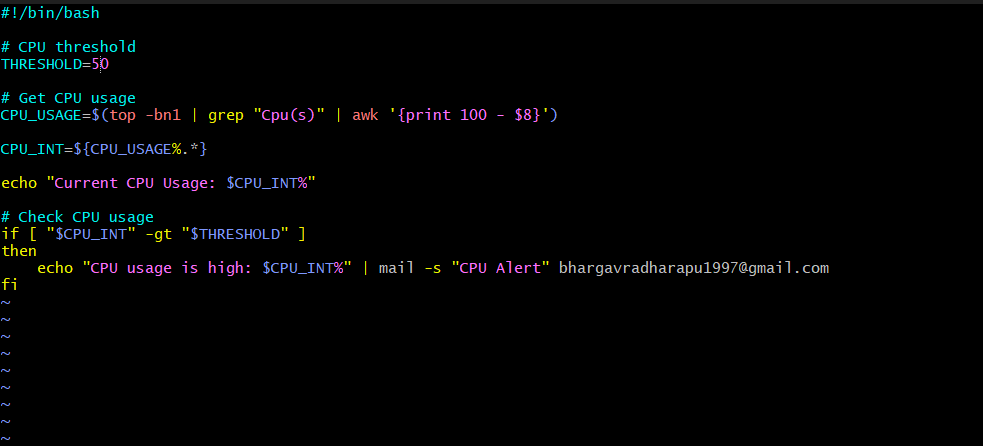 #!/bin/bash

# CPU threshold
THRESHOLD=50

# Get CPU usage
CPU_USAGE=$(top -bn1 | grep "Cpu(s)" | awk '{print 100 - $8}')

CPU_INT=${CPU_USAGE%.*}

echo "Current CPU Usage: $CPU_INT%"

# Check CPU usage
if [ "$CPU_INT" -gt "$THRESHOLD" ]
then
    echo "CPU usage is high: $CPU_INT%" | mail -s "CPU Alert" bhargavradharapu1997@gmail.com
fi
~
~
~
~
~
~
~
~
~